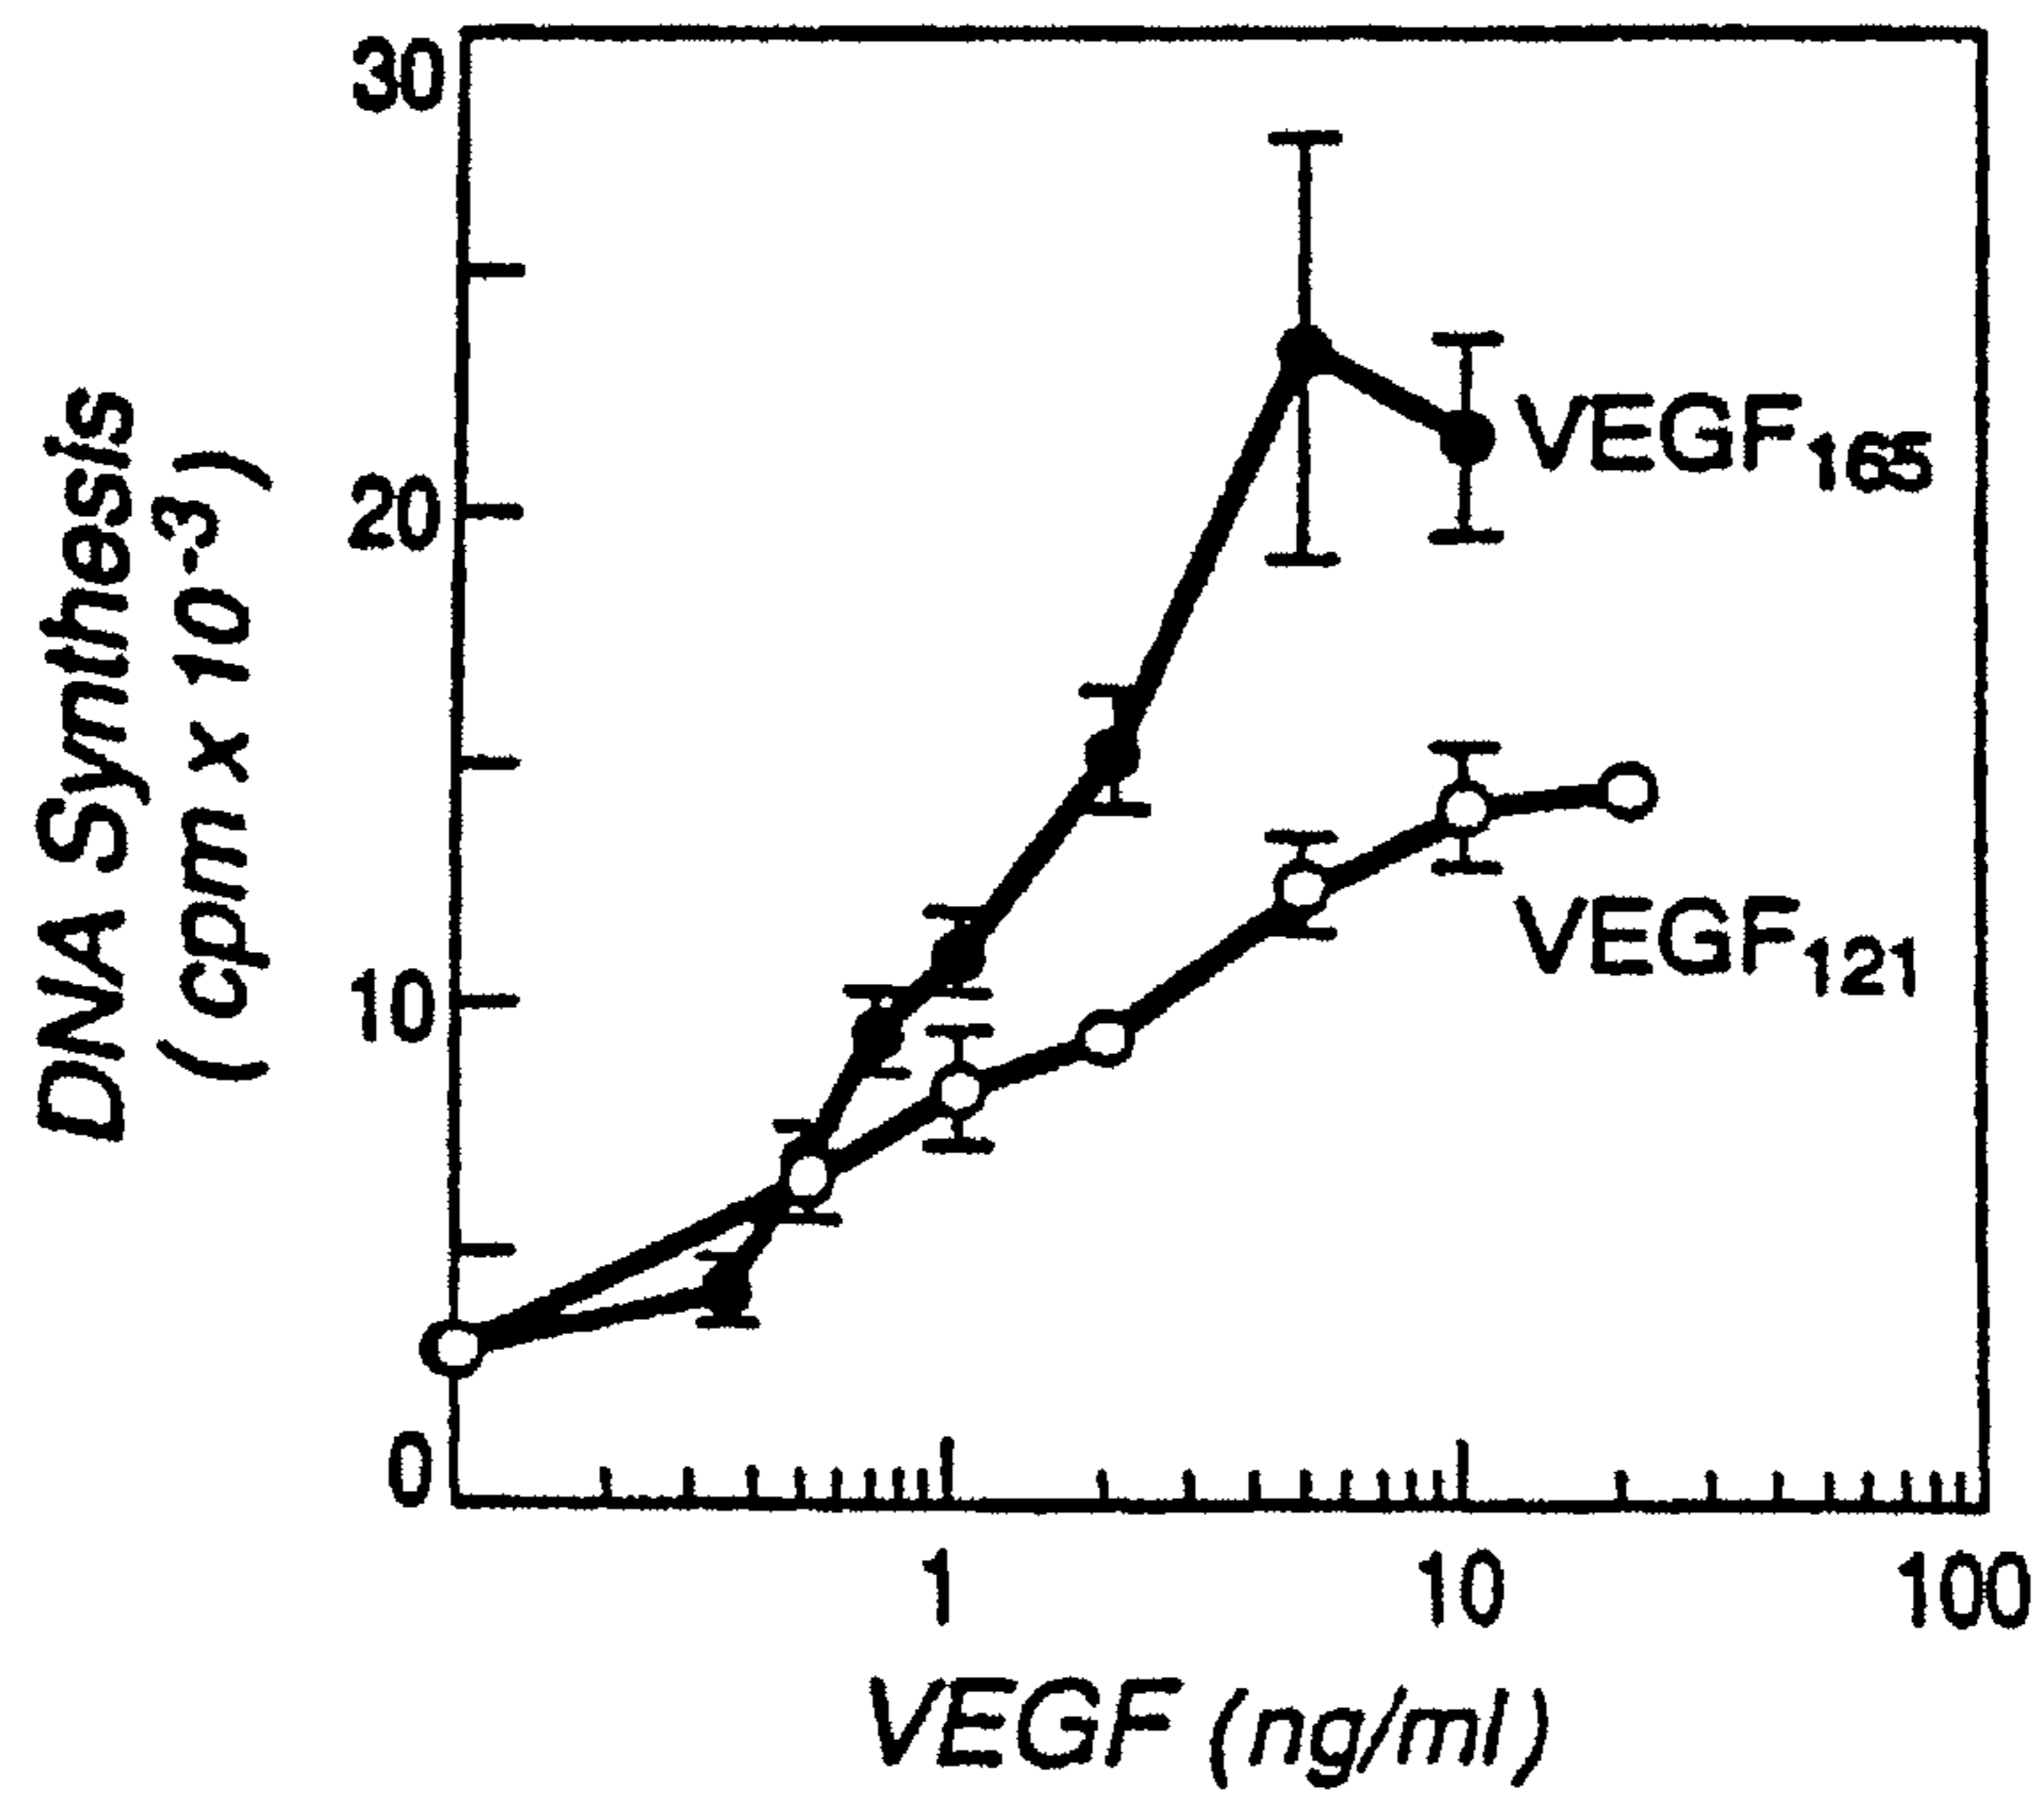 30
20
10
0
DNA Synthesis
( cpm x 10⁻³ )
VEGF₁₆₅
VEGF₁₂₁
1 10 100
VEGF (ng/ml)